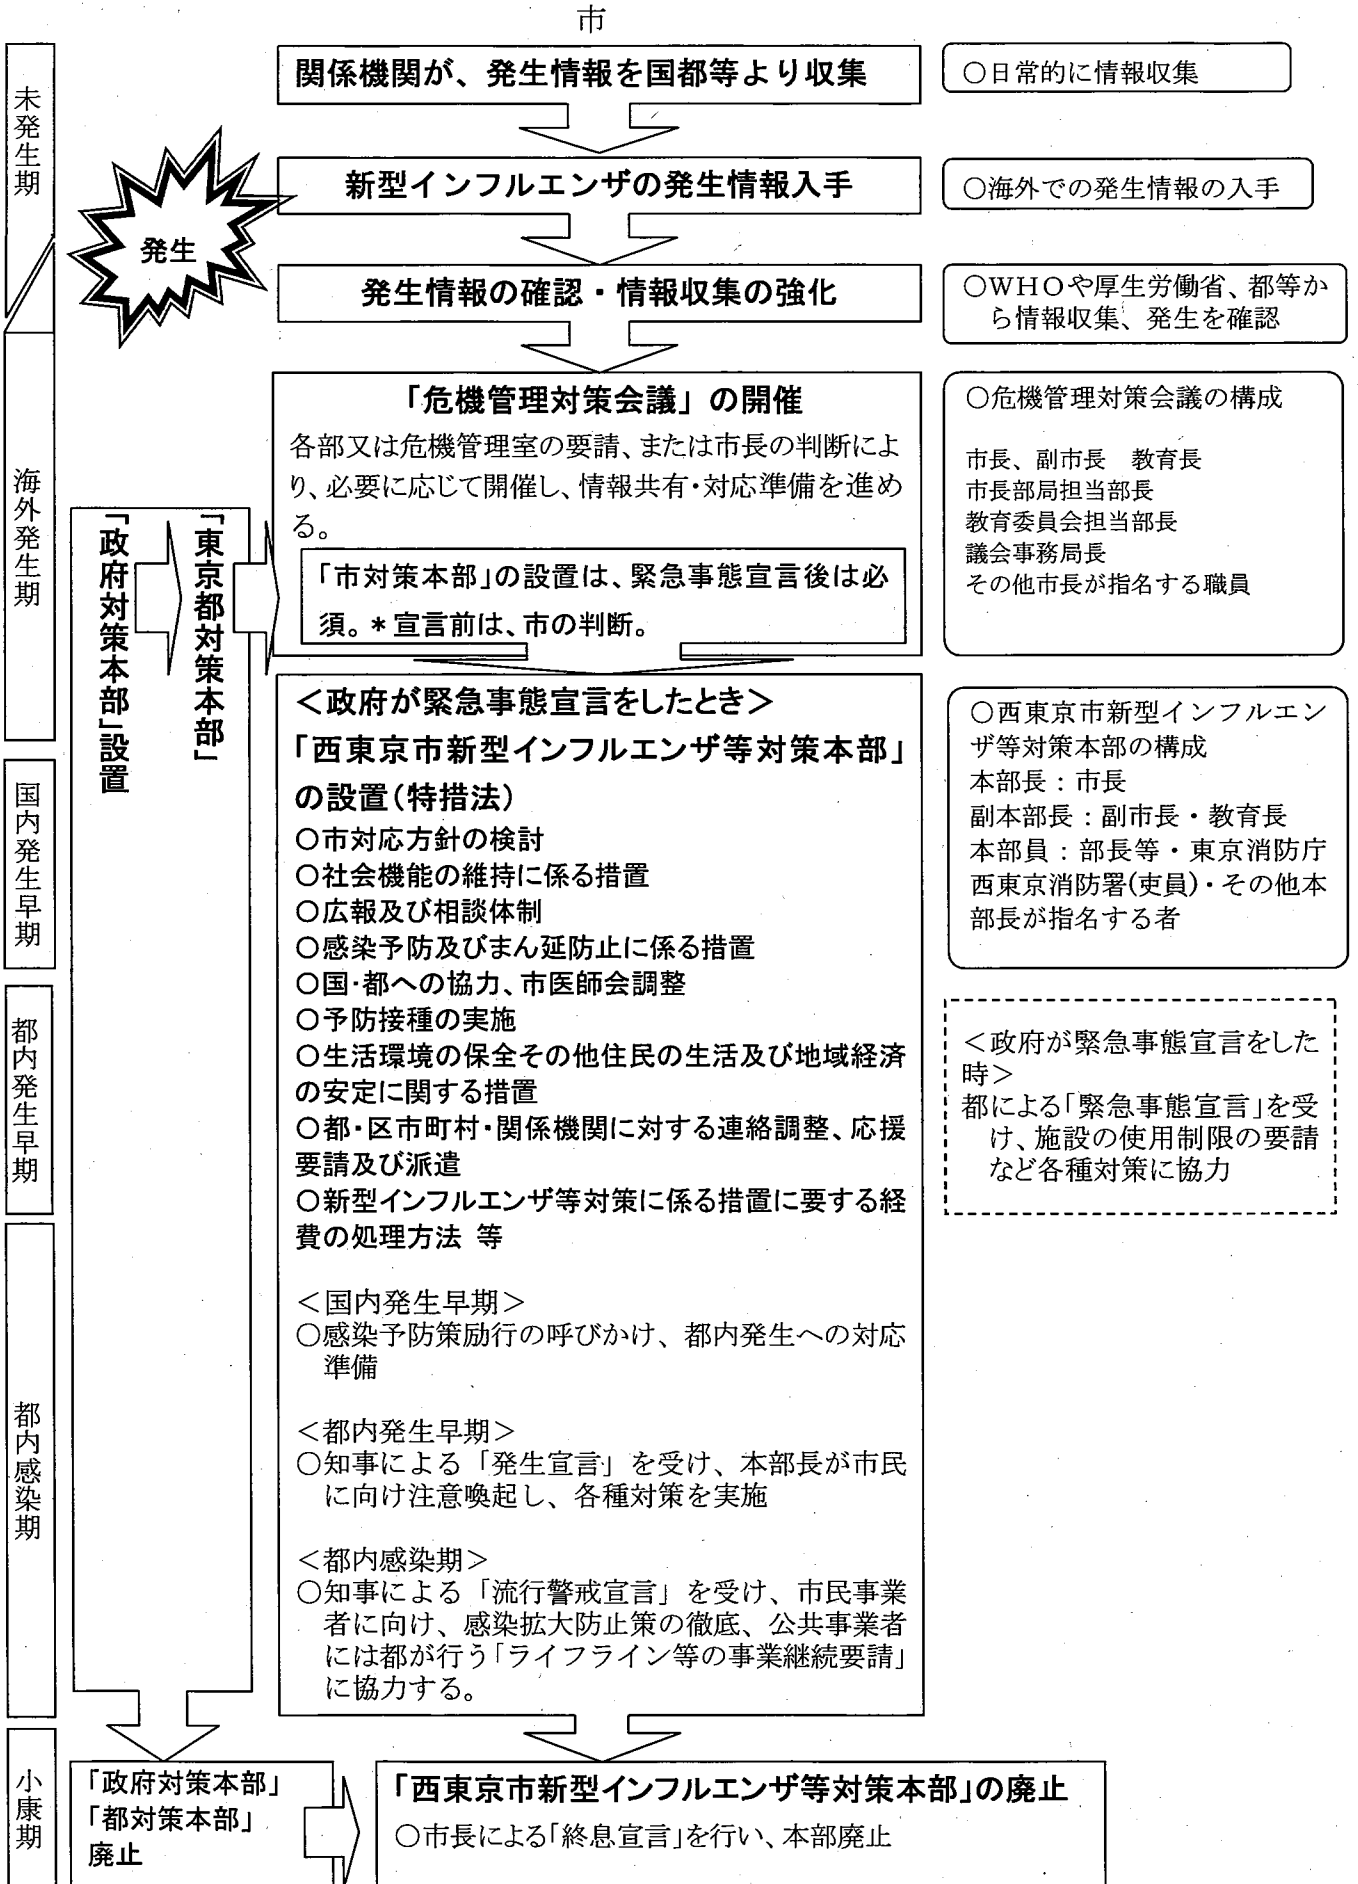 市
未発生期
関係機関が、発生情報を国都等より収集
○日常的に情報収集
発生
新型インフルエンザの発生情報入手
○海外での発生情報の入手
発生情報の確認・情報収集の強化
○WHOや厚生労働省、都等か
ら情報収集、発生を確認
海外発生期
「危機管理対策会議」の開催
各部又は危機管理室の要請、または市長の判断によ
り、必要に応じて開催し、情報共有・対応準備を進め
る。
「市対策本部」の設置は、緊急事態宣言後は必
須。*宣言前は、市の判断。
○危機管理対策会議の構成
市長、副市長　教育長
市長部局担当部長
教育委員会担当部長
議会事務局長
その他市長が指名する職員
「政府対策本部」設置
「東京都対策本部」
<政府が緊急事態宣言をしたとき>
「西東京市新型インフルエンザ等対策本部」
の設置(特措法)
○市対応方針の検討
○社会機能の維持に係る措置
○広報及び相談体制
○感染予防及びまん延防止に係る措置
○国・都への協力、市医師会調整
○予防接種の実施
○生活環境の保全その他住民の生活及び地域経済
の安定に関する措置
○都・区市町村・関係機関に対する連絡調整、応援
要請及び派遣
○新型インフルエンザ等対策に係る措置に要する経
費の処理方法 等
○西東京市新型インフルエン
ザ等対策本部の構成
本部長：市長
副本部長：副市長・教育長
本部員：部長等・東京消防庁
西東京消防署(吏員)・その他本
部長が指名する者
国内発生早期
都内発生早期
<政府が緊急事態宣言をした
時>
都による「緊急事態宣言」を受
け、施設の使用制限の要請
など各種対策に協力
<国内発生早期>
○感染予防策励行の呼びかけ、都内発生への対応
準備
<都内発生早期>
○知事による「発生宣言」を受け、本部長が市民
に向け注意喚起し、各種対策を実施
都内感染期
<都内感染期>
○知事による「流行警戒宣言」を受け、市民事業
者に向け、感染拡大防止策の徹底、公共事業者
には都が行う「ライフライン等の事業継続要請」
に協力する。
小康期
「政府対策本部」
「都対策本部」
廃止
「西東京市新型インフルエンザ等対策本部」の廃止
○市長による「終息宣言」を行い、本部廃止